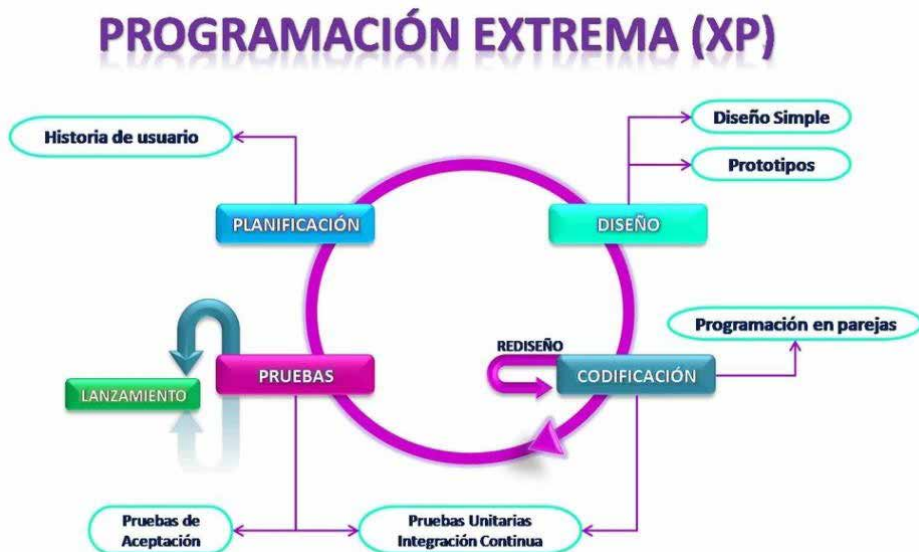 PROGRAMACIÓN EXTREMA (XP)
Historia de usuario
Diseño Simple
Prototipos
PLANIFICACIÓN
DISEÑO
Programación en parejas
REDISEÑO
PRUEBAS
CODIFICACIÓN
LANZAMIENTO
Pruebas de
Aceptación
Pruebas Unitarias
Integración Continua